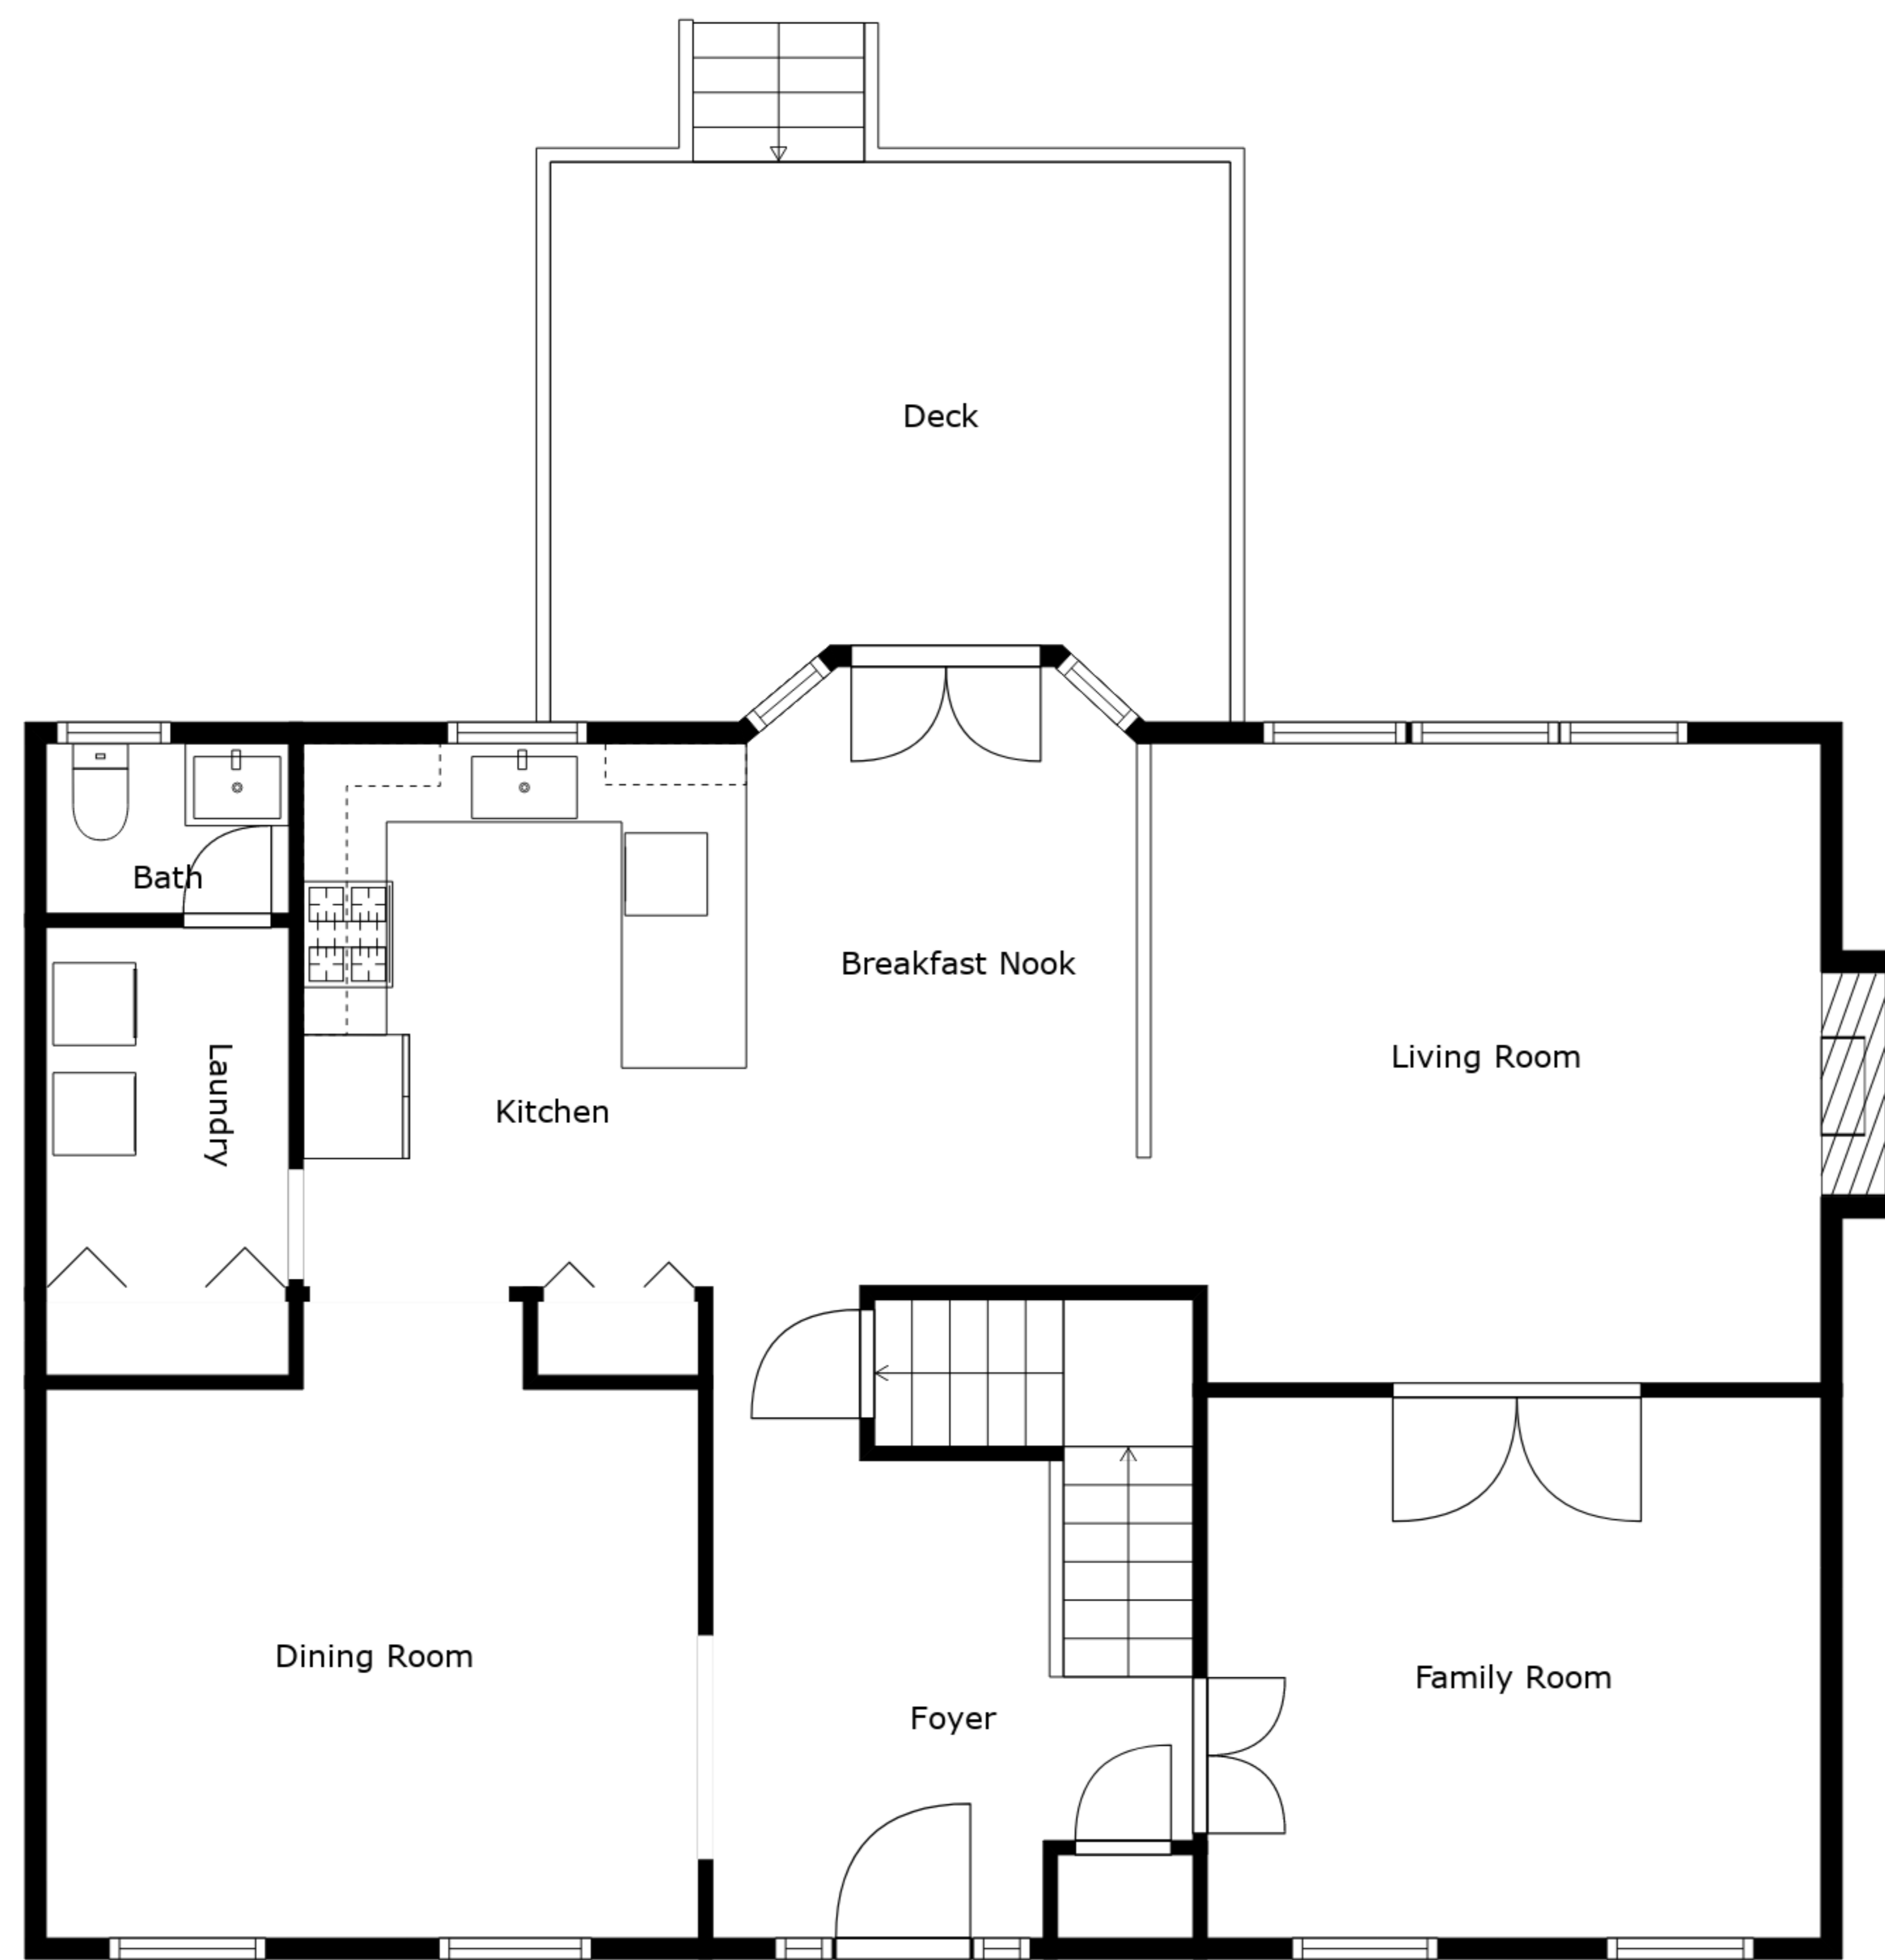 Deck
Bath
Breakfast Nook
Laundry
Living Room
Kitchen
Dining Room
Family Room
Foyer